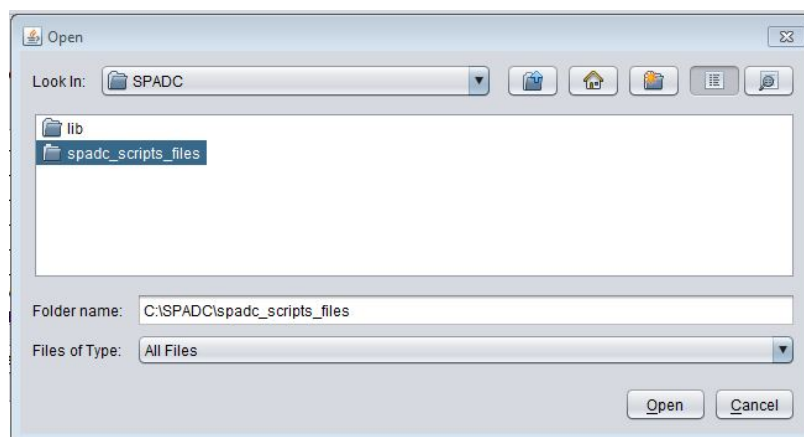 Open
Look In: SPADC
lib
spadc_scripts_files
Folder name: C:\SPADC\spadc_scripts_files
Files of Type: All Files
Open Cancel